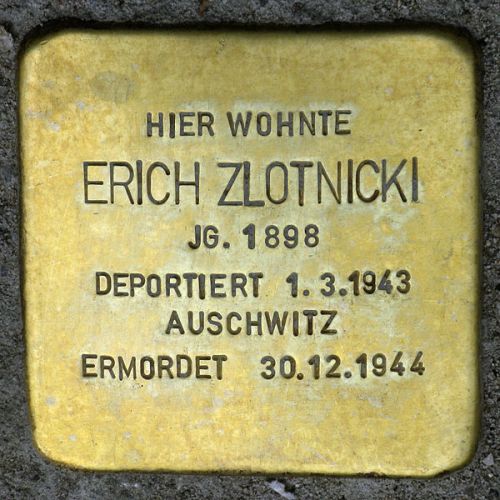 HIER WOHNTE
ERICH ZLOTNICKI
JG. 1898
DEPORTIERT 1.3.1943
AUSCHWITZ
ERMORDET 30.12.1944